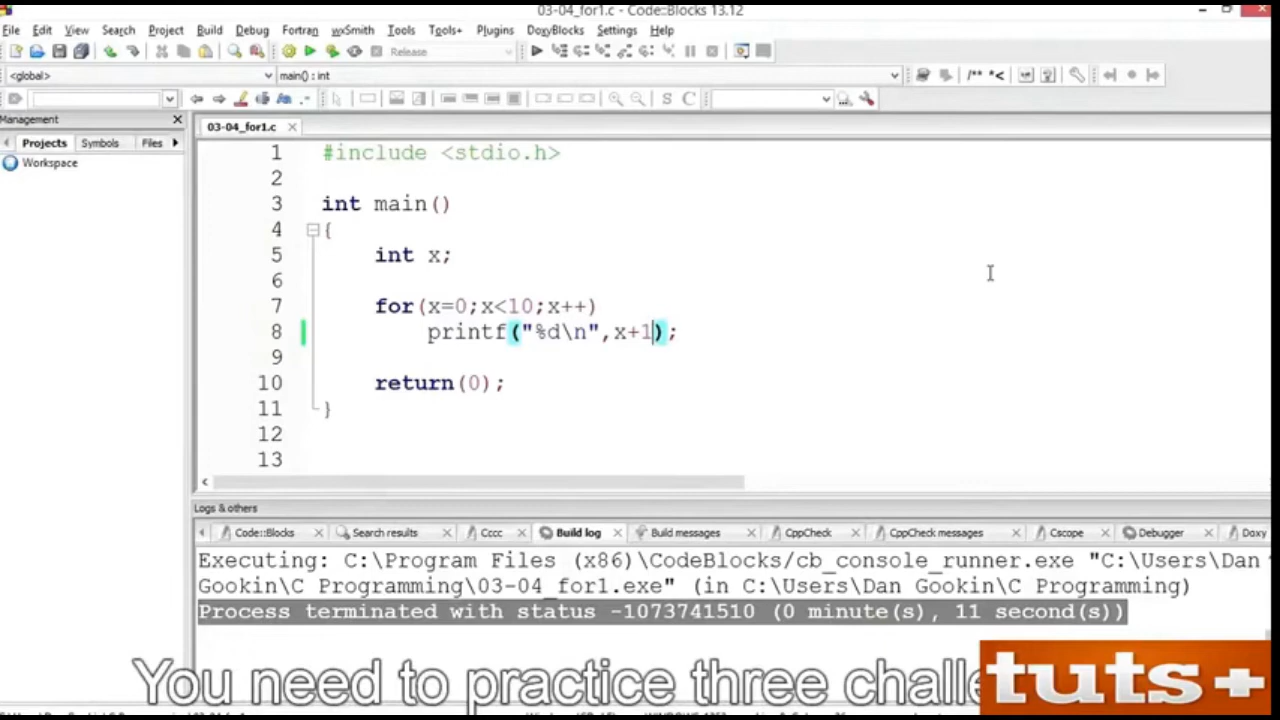 03-04_for1.c - Code::Blocks 13.12
File Edit View Search Project Build Debug Fortran wxSmith Tools Tools+ Plugins DoxyBlocks Settings Help
Release
<global> main() : int
/** *<
S C
Management
03-04_for1.c
Projects Symbols Files
Workspace
1 #include <stdio.h>
2
3 int main()
4 {
5 int x;
6
7 for(x=0;x<10;x++)
8 printf("%d\n",x+1);
9
10 return(0);
11 }
12
13
Logs & others
Code::Blocks Search results Cccc Build log Build messages CppCheck CppCheck messages Cscope Debugger Doxy
Executing: C:\Program Files (x86)\CodeBlocks/cb_console_runner.exe "C:\Users\Dan
Gookin\C Programming\03-04_for1.exe" (in C:\Users\Dan Gookin\C Programming)
Process terminated with status -1073741510 (0 minute(s), 11 second(s))
You need to practice three challe
tuts+